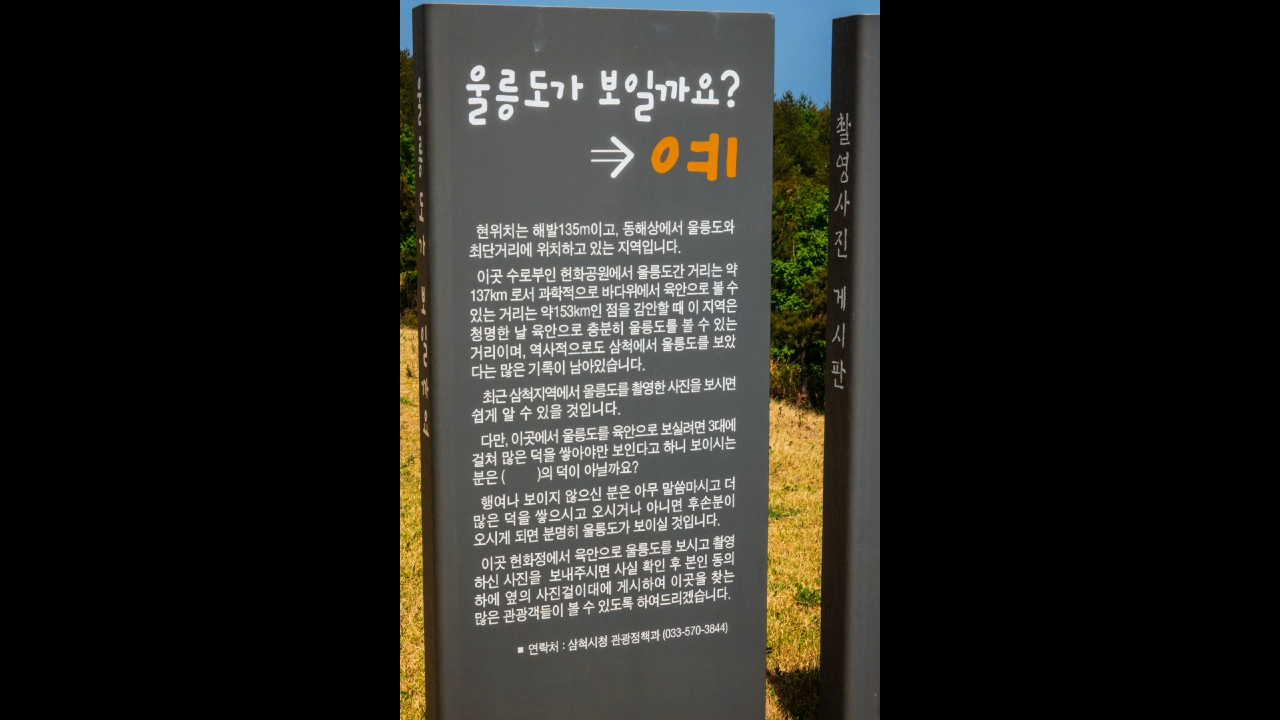 울릉도가 보일까요?
⇒ 예
현위치는 해발135m이고, 동해상에서 울릉도와
최단거리에 위치하고 있는 지역입니다.
이곳 수로부인 헌화공원에서 울릉도간 거리는 약
137km 로서 과학적으로 바다위에서 육안으로 볼 수
있는 거리는 약153km인 점을 감안할 때 이 지역은
청명한 날 육안으로 충분히 울릉도를 볼 수 있는
거리이며, 역사적으로도 삼척에서 울릉도를 보았
다는 많은 기록이 남아있습니다.
최근 삼척지역에서 울릉도를 촬영한 사진을 보시면
쉽게 알 수 있을 것입니다.
다만, 이곳에서 울릉도를 육안으로 보실려면 3대에
걸쳐 많은 덕을 쌓아야만 보인다고 하니 보이시는
분은 (     )의 덕이 아닐까요?
행여나 보이지 않으신 분은 아무 말씀마시고 더
많은 덕을 쌓으시고 오시거나 아니면 후손분이
오시게 되면 분명히 울릉도가 보이실 것입니다.
이곳 헌화정에서 육안으로 울릉도를 보시고 촬영
하신 사진을 보내주시면 사실 확인 후 본인 동의
하에 옆의 사진걸이대에 게시하여 이곳을 찾는
많은 관광객들이 볼 수 있도록 하여드리겠습니다.
■ 연락처 : 삼척시청 관광정책과 (033-570-3844)
울릉도가 보일까요
촬영사진 게시판